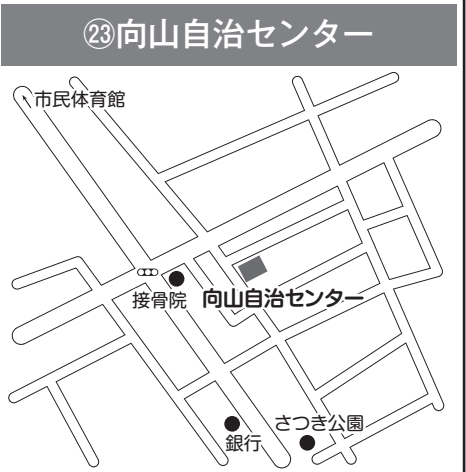 ㉓向山自治センター
市民体育館
接骨院
向山自治センター
さつき公園
銀行